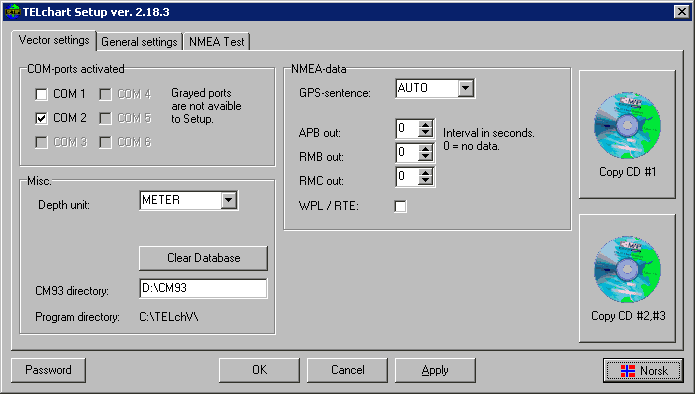 TELchart Setup ver. 2.18.3
Vector settings
General settings
NMEA Test
COM-ports activated
COM 1
COM 4
COM 2
COM 5
COM 3
COM 6
Grayed ports
are not avaible
to Setup.
Misc.
Depth unit:
METER
Clear Database
CM93 directory:
D:\CM93
Program directory:
C:\TELchV\
NMEA-data
GPS-sentence:
AUTO
APB out:
0
RMB out:
0
RMC out:
0
Interval in seconds.
0 = no data.
WPL / RTE:
Copy CD #1
Copy CD #2,#3
Password
OK
Cancel
Apply
Norsk